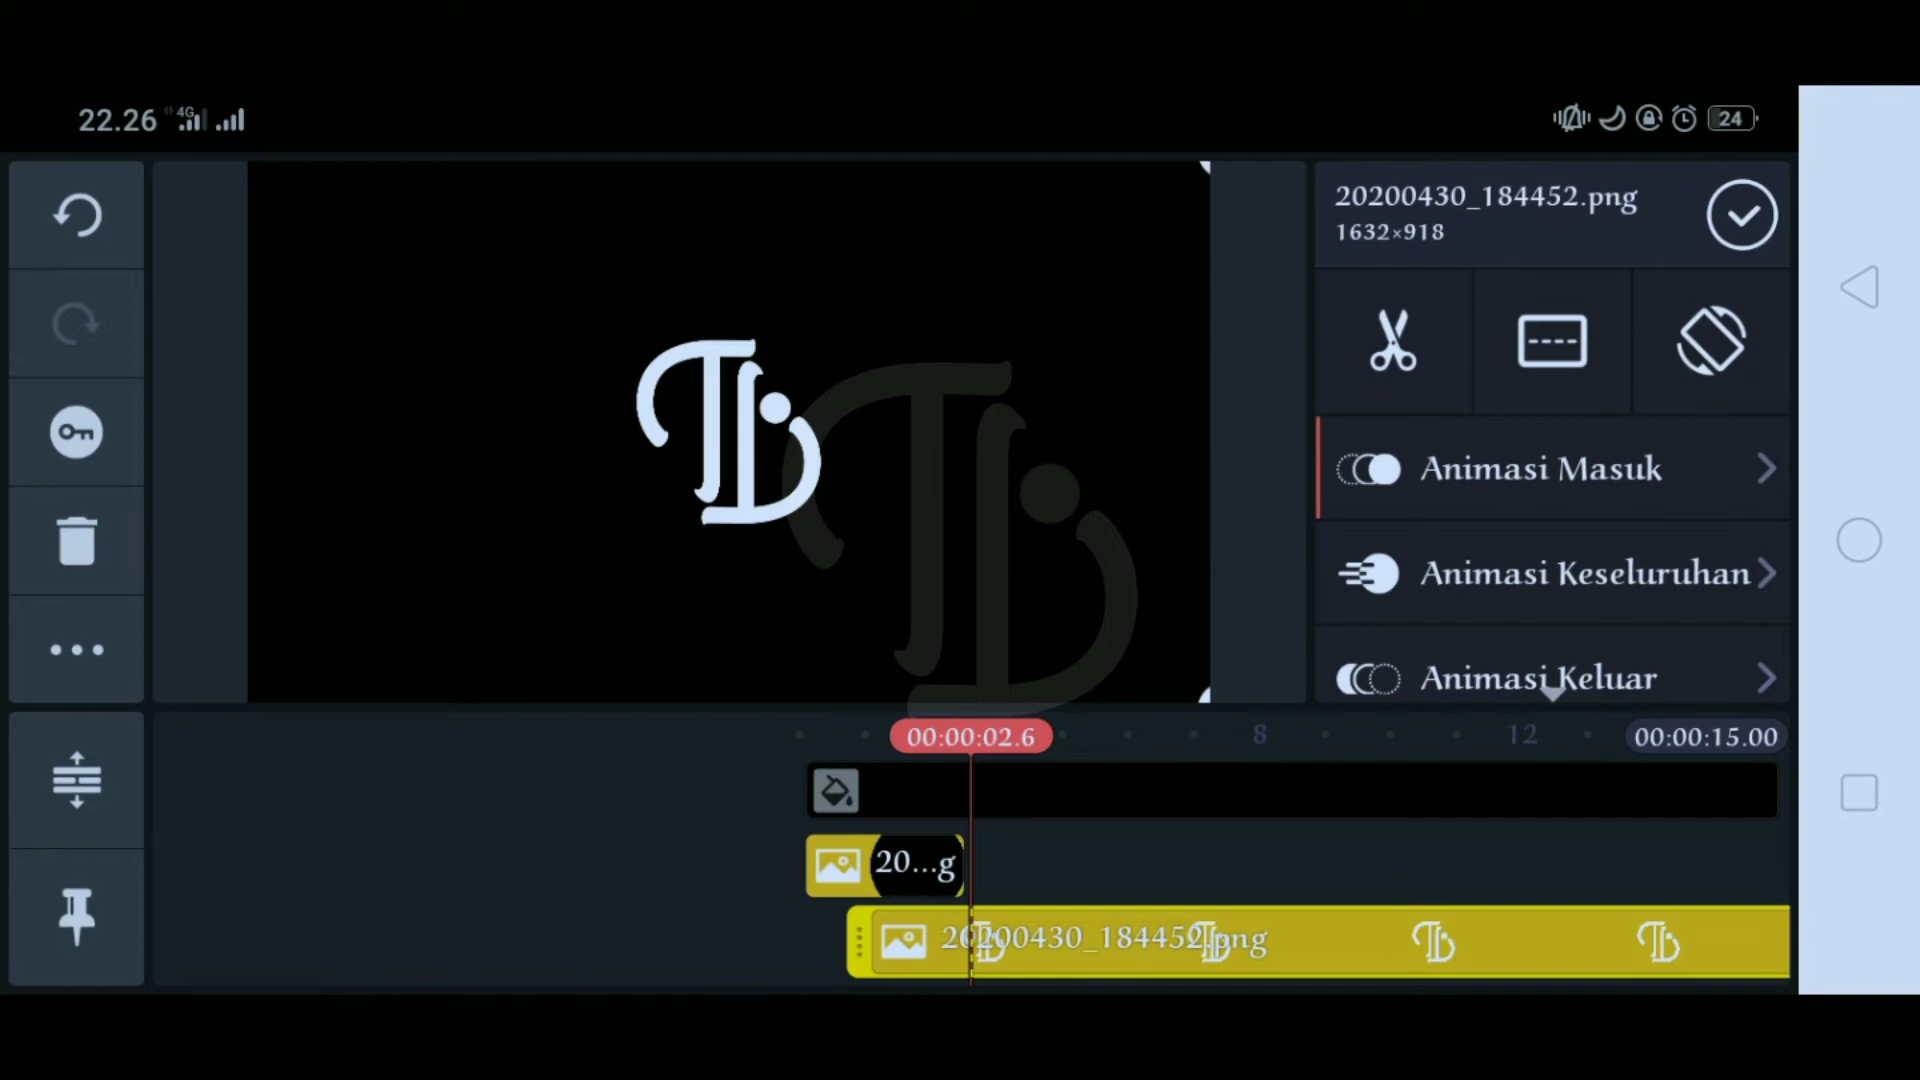 22.26 4G 24
20200430_184452.png
1632×918
Animasi Masuk
Animasi Keseluruhan
Animasi Keluar
00:00:02.6 8 12 00:00:15.00
20...g
20200430_184452.png